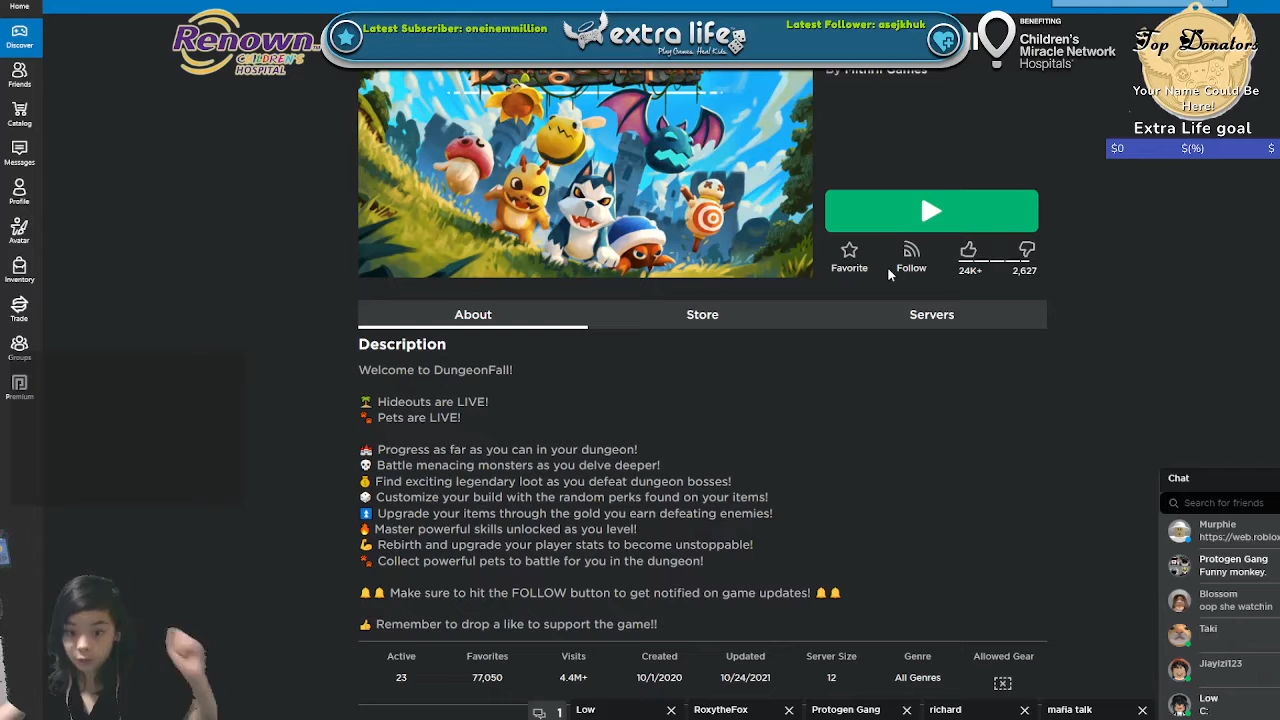 Home
Discover
Friends
Catalog
Messages
Profile
Avatar
Inventory
Trade
Groups
Premium
Renown
CHILDREN'S
HOSPITAL
Latest Subscriber: oneinemmillion
extra life
Play Games. Heal Kids.
Latest Follower: asejkhuk
BENEFITING
Children's
Miracle Network
Hospitals
Top Donators
Your Name Could Be
Here!
Extra Life goal
$0 $(%) $
By Mithril Games
Favorite
Follow
24K+
2,627
About
Store
Servers
Description
Welcome to DungeonFall!
🏝️ Hideouts are LIVE!
🐾 Pets are LIVE!
🏰 Progress as far as you can in your dungeon!
💀 Battle menacing monsters as you delve deeper!
💰 Find exciting legendary loot as you defeat dungeon bosses!
🎲 Customize your build with the random perks found on your items!
⏫ Upgrade your items through the gold you earn defeating enemies!
🔥 Master powerful skills unlocked as you level!
💪 Rebirth and upgrade your player stats to become unstoppable!
🐾 Collect powerful pets to battle for you in the dungeon!
🔔🔔 Make sure to hit the FOLLOW button to get notified on game updates! 🔔🔔
👍 Remember to drop a like to support the game!!
Active Favorites Visits Created Updated Server Size Genre Allowed Gear
23 77,050 4.4M+ 10/1/2020 10/24/2021 12 All Genres
Chat
Search for friends
Murphie
https://web.roblox
Protogen Gang
Funny monkey.
Blossom
oop she watchin
Taki
Jiayizi123
Low
C:
1
Low
RoxytheFox
Protogen Gang
richard
mafia talk